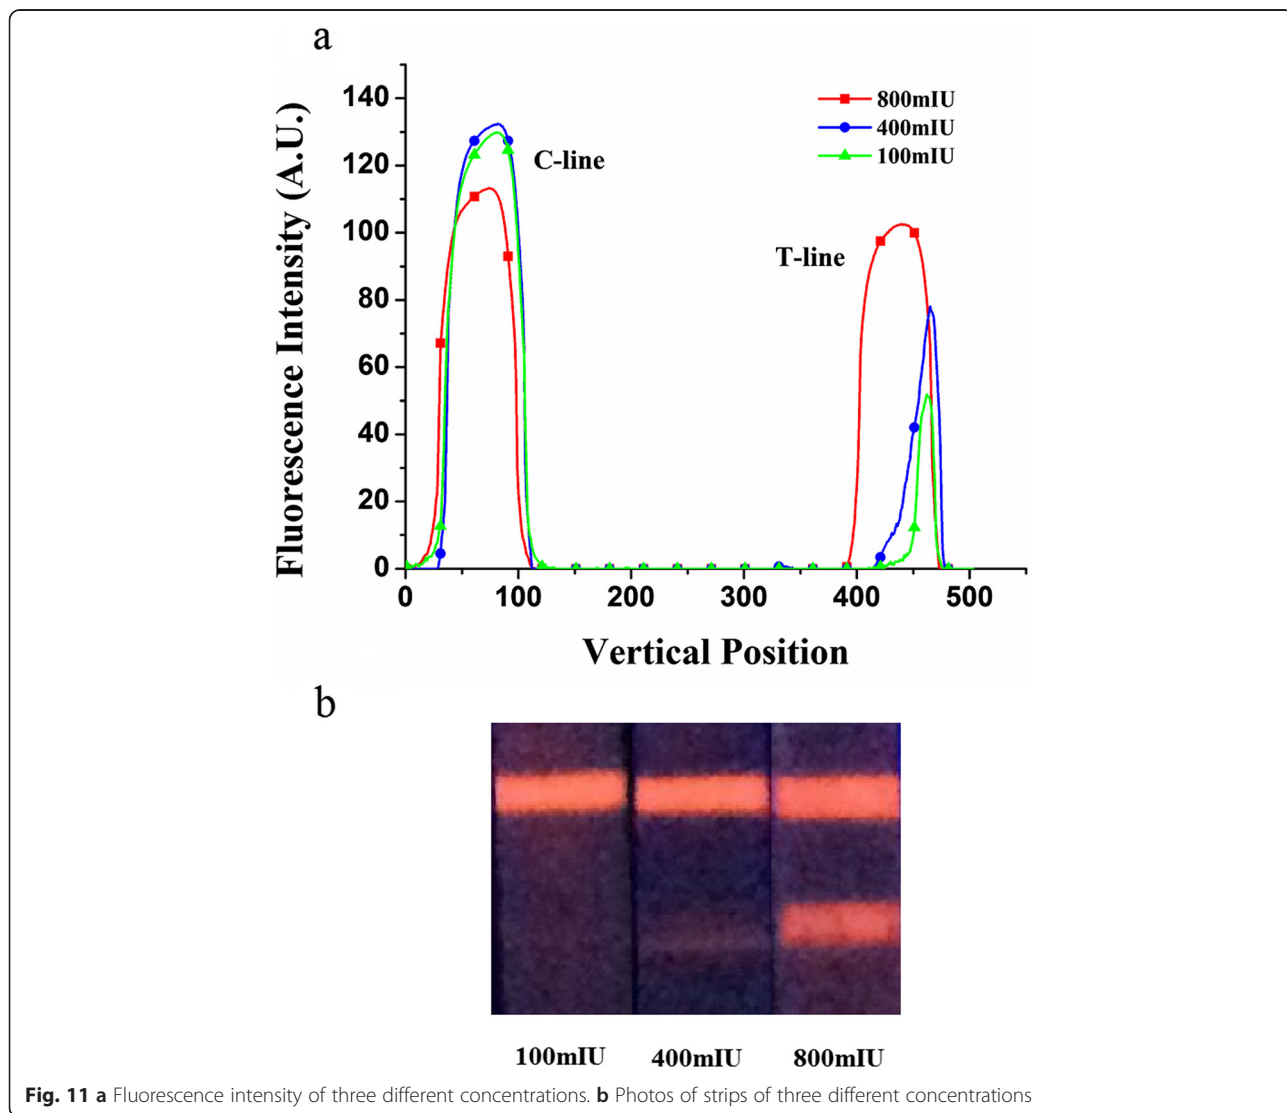 a
Fluorescence Intensity (A.U.)
140
120
100
80
60
40
20
0
800mIU
400mIU
100mIU
C-line
T-line
0 100 200 300 400 500
Vertical Position
b
100mIU 400mIU 800mIU
Fig. 11 a Fluorescence intensity of three different concentrations. b Photos of strips of three different concentrations